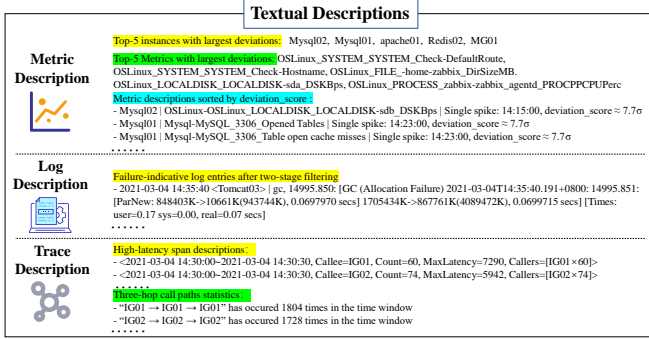 Textual Descriptions
Metric
Description
Top-5 instances with largest deviations: Mysql02, Mysql01, apache01, Redis02, MG01
Top-5 Metrics with largest deviations: OSLinux_SYSTEM_SYSTEM_Check-DefaultRoute,
OSLinux_SYSTEM_SYSTEM_Check-Hostname, OSLinux_FILE_-home-zabbix_DirSizeMB.
OSLinux_LOCALDISK_LOCALDISK-sda_DSKBps, OSLinux_PROCESS_zabbix-zabbix_agentd_PROCPPCPUPerc
Metric descriptions sorted by deviation_score :
- Mysql02 | OSLinux-OSLinux_LOCALDISK_LOCALDISK-sdb_DSKBps | Single spike: 14:15:00, deviation_score ≈ 7.7σ
- Mysql01 | Mysql-MySQL_3306_Opened Tables | Single spike: 14:23:00, deviation_score ≈ 7.7σ
- Mysql01 | Mysql-MySQL_3306_Table open cache misses | Single spike: 14:23:00, deviation_score ≈ 7.7σ
......
Log
Description
Failure-indicative log entries after two-stage filtering
- 2021-03-04 14:35:40 <Tomcat03> | gc, 14995.850: [GC (Allocation Failure) 2021-03-04T14:35:40.191+0800: 14995.851:
[ParNew: 848403K->10661K(943744K), 0.0697970 secs] 1705434K->867761K(4089472K), 0.0699715 secs] [Times:
user=0.17 sys=0.00, real=0.07 secs]
Trace
Description
High-latency span descriptions:
- <2021-03-04 14:30:00~2021-03-04 14:30:30, Callee=IG01, Count=60, MaxLatency=7290, Callers=[IG01×60]>
- <2021-03-04 14:30:00~2021-03-04 14:30:30, Callee=IG02, Count=74, MaxLatency=5942, Callers=[IG02×74]>
......
Three-hop call paths statistics:
- “IG01 → IG01 → IG01” has occured 1804 times in the time window
- “IG02 → IG02 → IG02” has occured 1728 times in the time window
......